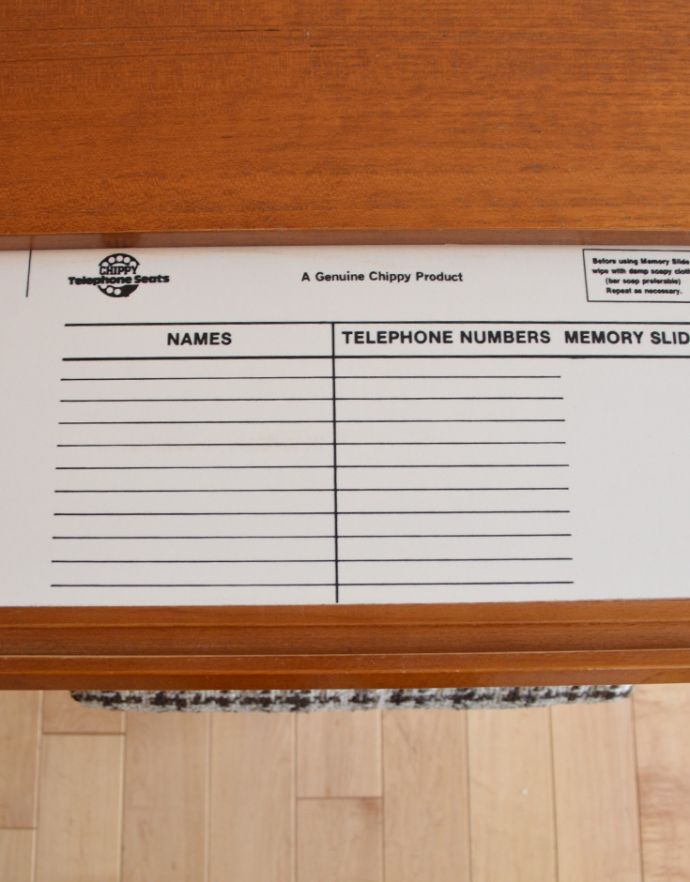 CHIPPY
Telephone Seats
A Genuine Chippy Product
Before using Memory Slide
wipe with damp soapy cloth
(bar soap preferable)
Repeat as necessary.
NAMES
TELEPHONE NUMBERS
MEMORY SLID